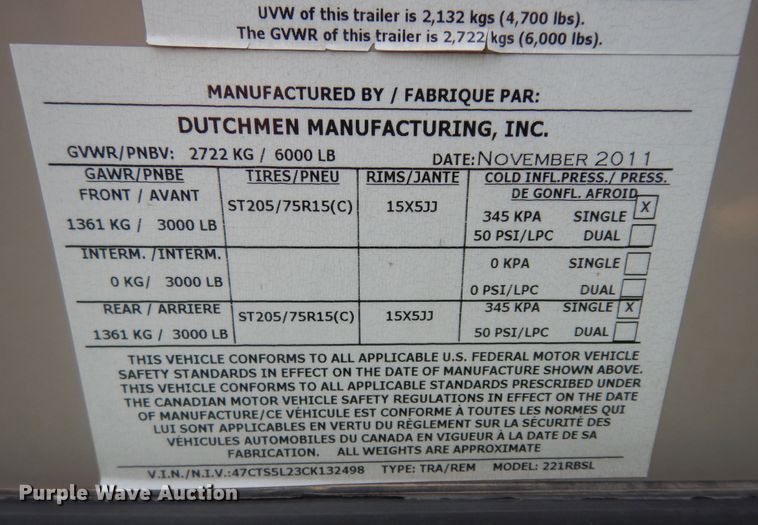 UVW of this trailer is 2,132 kgs (4,700 lbs).
The GVWR of this trailer is 2,722 kgs (6,000 lbs).
MANUFACTURED BY / FABRIQUE PAR:
DUTCHMEN MANUFACTURING, INC.
GVWR/PNBV: 2722 KG / 6000 LB DATE: NOVEMBER 2011
GAWR/PNBE TIRES/PNEU RIMS/JANTE COLD INFL.PRESS./ PRESS.
DE GONFL. AFROID
FRONT / AVANT ST205/75R15(C) 15X5JJ 345 KPA SINGLE X
1361 KG / 3000 LB 50 PSI/LPC DUAL
INTERM. /INTERM. 0 KPA SINGLE
0 KG/ 3000 LB 0 PSI/LPC DUAL
REAR / ARRIERE ST205/75R15(C) 15X5JJ 345 KPA SINGLE X
1361 KG / 3000 LB 50 PSI/LPC DUAL
THIS VEHICLE CONFORMS TO ALL APPLICABLE U.S. FEDERAL MOTOR VEHICLE
SAFETY STANDARDS IN EFFECT ON THE DATE OF MANUFACTURE SHOWN ABOVE.
THIS VEHICLE CONFORMS TO ALL APPLICABLE STANDARDS PRESCRIBED UNDER
THE CANADIAN MOTOR VEHICLE SAFETY REGULATIONS IN EFFECT ON THE DATE
OF MANUFACTURE/CE VÉHICULE EST CONFORME À TOUTES LES NORMES QUI
LUI SONT APPLICABLES EN VERTU DU RÈGLEMENT SUR LA SÉCURITÉ DES
VÉHICULES AUTOMOBILES DU CANADA EN VIGUEUR À LA DATE DE SA
FABRICATION. ALL WEIGHTS ARE APPROXIMATE
V.I.N./N.I.V.:47CTS5L23CK132498 TYPE: TRA/REM MODEL: 221RBSL
Purple Wave Auction